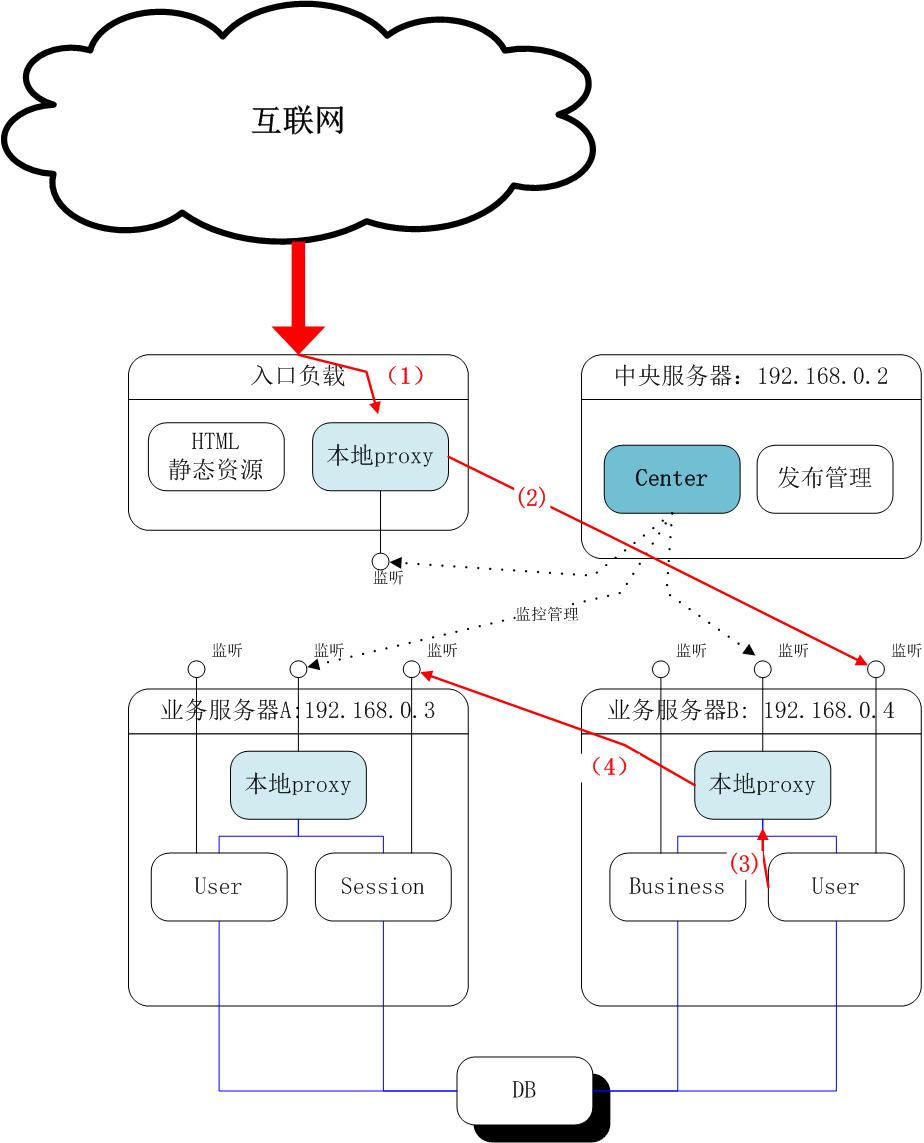 互联网
入口负载
（1）
中央服务器：192.168.0.2
HTML
静态资源
本地proxy
Center
发布管理
（2）
监听
监控管理
监听
监听
监听
监听
监听
监听
业务服务器A:192.168.0.3
业务服务器B: 192.168.0.4
（4）
本地proxy
本地proxy
（3）
User
Session
Business
User
DB